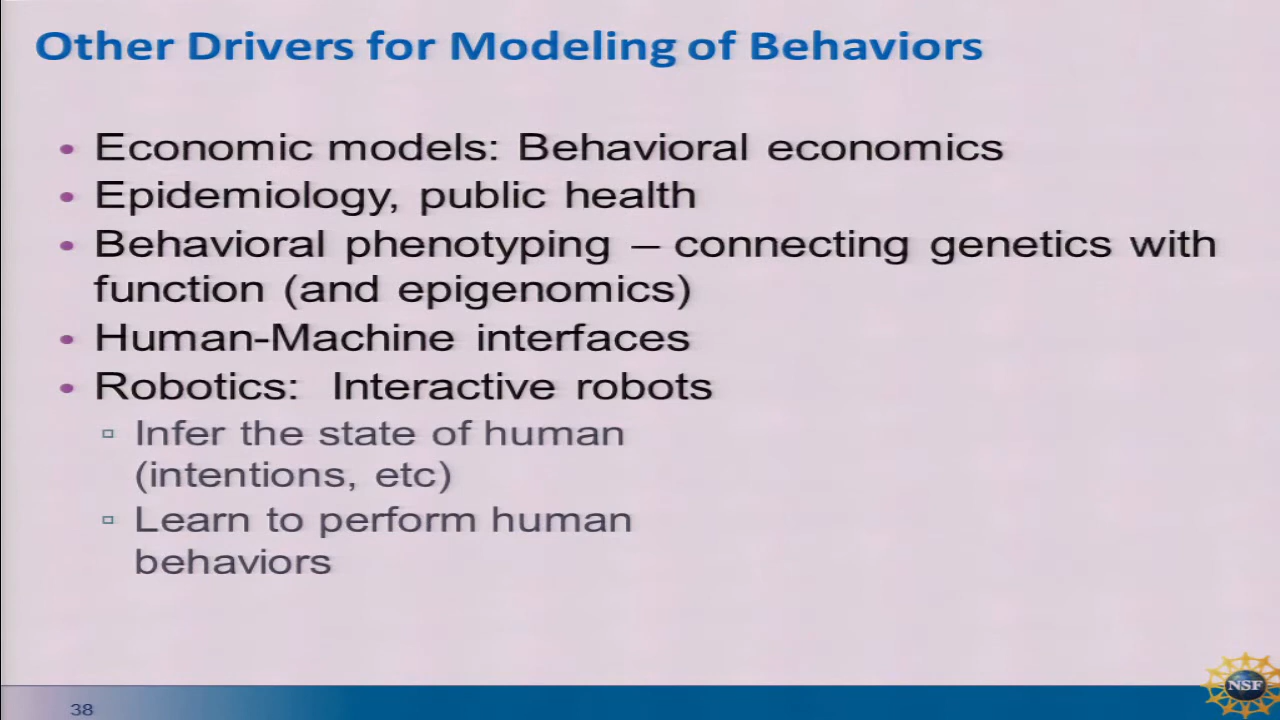 Other Drivers for Modeling of Behaviors
• Economic models: Behavioral economics
• Epidemiology, public health
• Behavioral phenotyping – connecting genetics with
function (and epigenomics)
• Human-Machine interfaces
• Robotics: Interactive robots
▫ Infer the state of human
(intentions, etc)
▫ Learn to perform human
behaviors
NSF
38